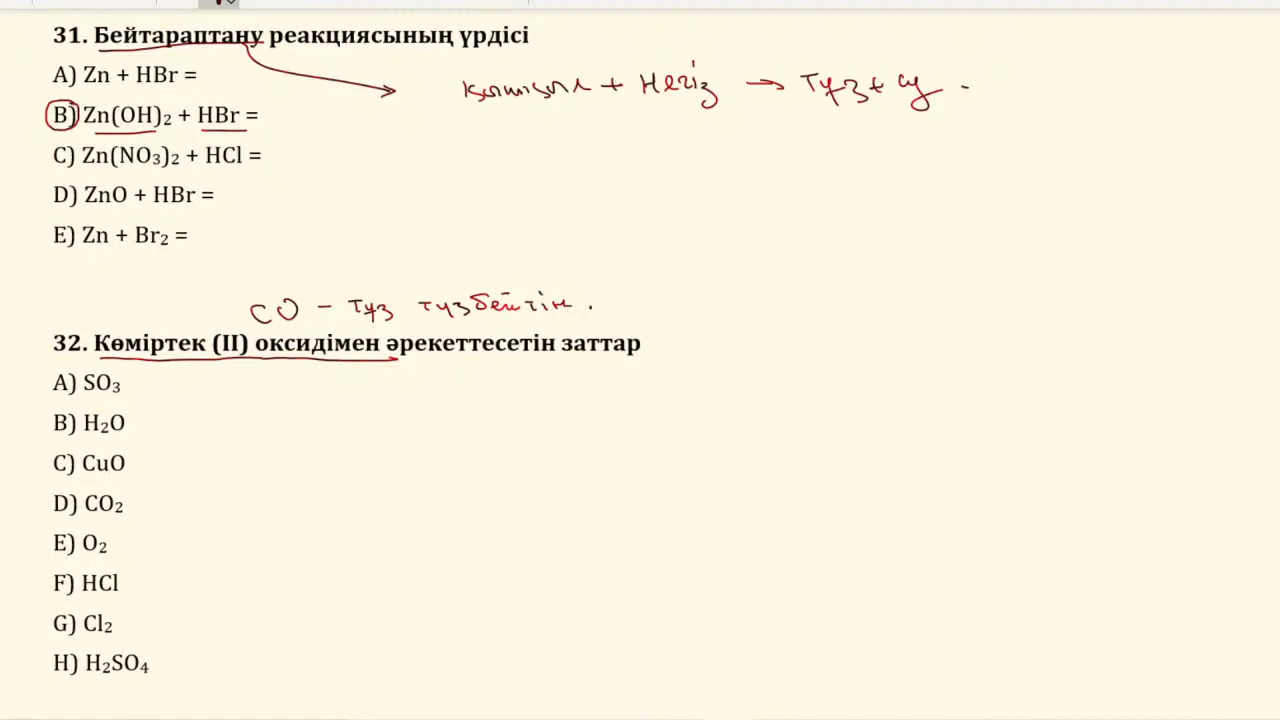 31. Бейтараптану реакциясының үрдісі
A) Zn + HBr =
қышқыл + Негіз → тұз + су.
B) Zn(OH)₂ + HBr =
C) Zn(NO₃)₂ + HCl =
D) ZnO + HBr =
E) Zn + Br₂ =
CO – тұз түзбейтін.
32. Көміртек (II) оксидімен әрекеттесетін заттар
A) SO₃
B) H₂O
C) CuO
D) CO₂
E) O₂
F) HCl
G) Cl₂
H) H₂SO₄